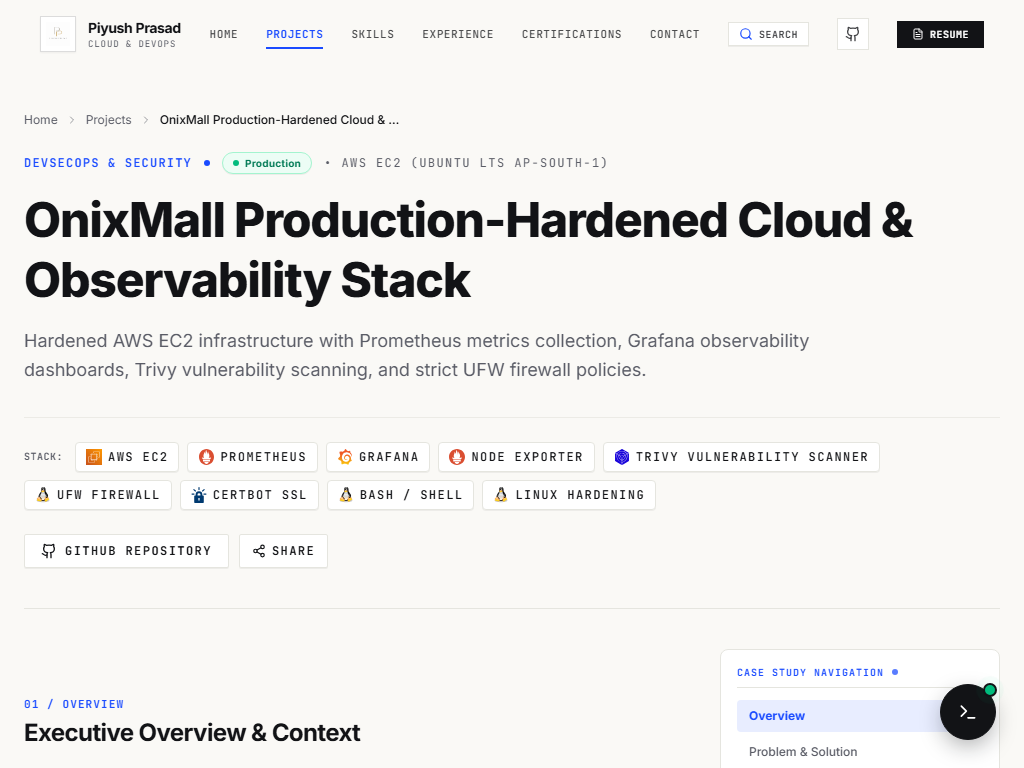 Piyush Prasad
CLOUD & DEVOPS
HOME
PROJECTS
SKILLS
EXPERIENCE
CERTIFICATIONS
CONTACT
SEARCH
RESUME
Home
Projects
OnixMall Production-Hardened Cloud & ...
DEVSECOPS & SECURITY
Production
• AWS EC2 (UBUNTU LTS AP-SOUTH-1)
OnixMall Production-Hardened Cloud &
Observability Stack
Hardened AWS EC2 infrastructure with Prometheus metrics collection, Grafana observability
dashboards, Trivy vulnerability scanning, and strict UFW firewall policies.
STACK:
AWS EC2
PROMETHEUS
GRAFANA
NODE EXPORTER
TRIVY VULNERABILITY SCANNER
UFW FIREWALL
CERTBOT SSL
BASH / SHELL
LINUX HARDENING
GITHUB REPOSITORY
SHARE
01 / OVERVIEW
Executive Overview & Context
CASE STUDY NAVIGATION
Overview
Problem & Solution